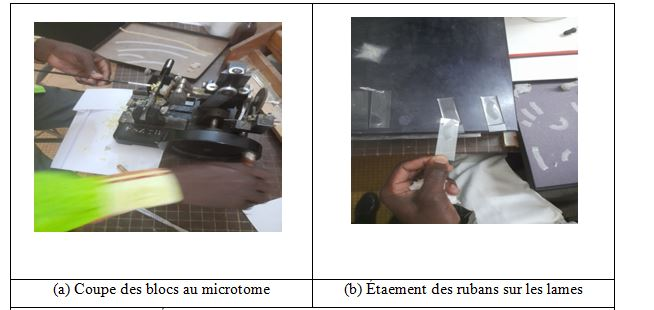 (a) Coupe des blocs au microtome
(b) Étaement des rubans sur les lames